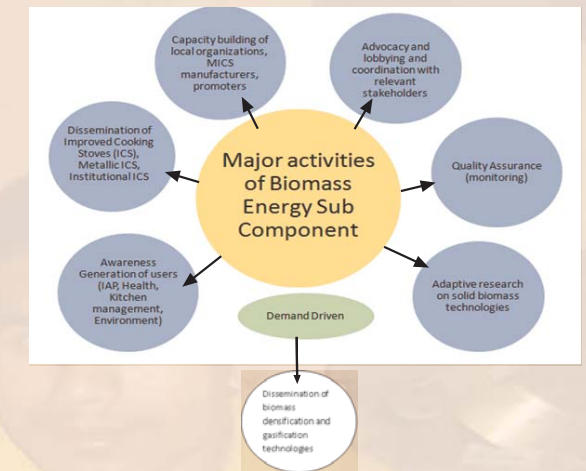 Capacity building of
local organizations,
MICS
manufacturers,
promoters
Advocacy and
lobbying and
coordination with
relevant
stakeholders
Dissemination of
Improved Cooking
Stoves (ICS),
Metallic ICS,
Institutional ICS
Major activities
of Biomass
Energy Sub
Component
Quality Assurance
(monitoring)
Awareness
Generation of users
(IAP, Health,
Kitchen
management,
Environment)
Adaptive research
on solid biomass
technologies
Demand Driven
Dissemination of
biomass
densification and
gasification
technologies